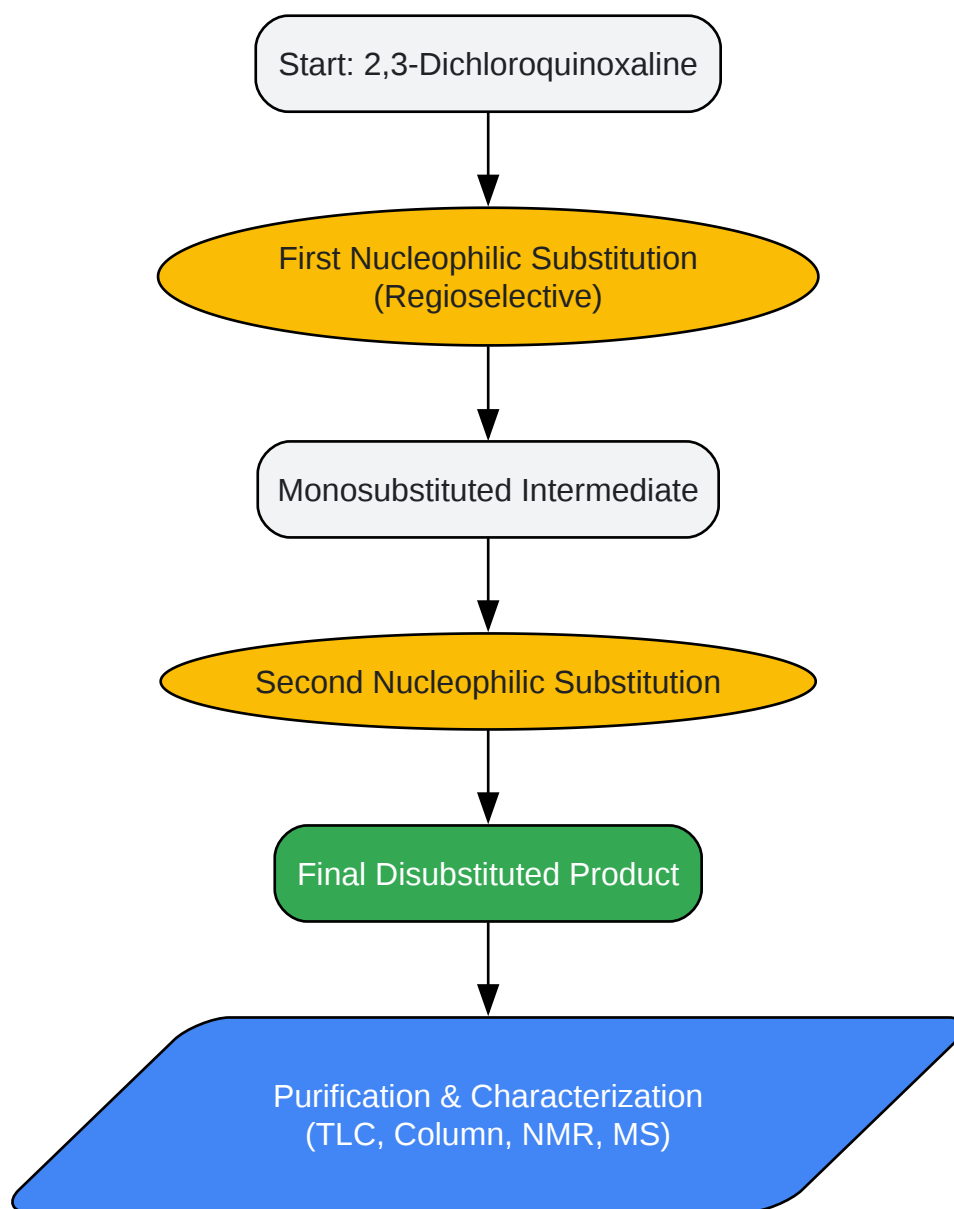 Start: 2,3-Dichloroquinoxaline
First Nucleophilic Substitution
(Regioselective)
Monosubstituted Intermediate
Second Nucleophilic Substitution
Final Disubstituted Product
Purification & Characterization
(TLC, Column, NMR, MS)